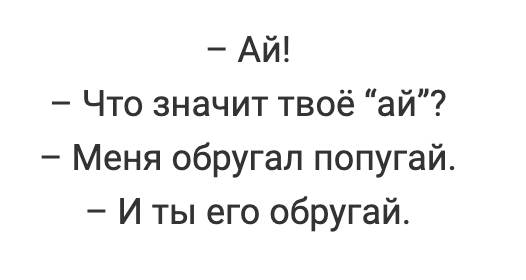 – Ай!
– Что значит твоё “ай”?
– Меня обругал попугай.
– И ты его обругай.